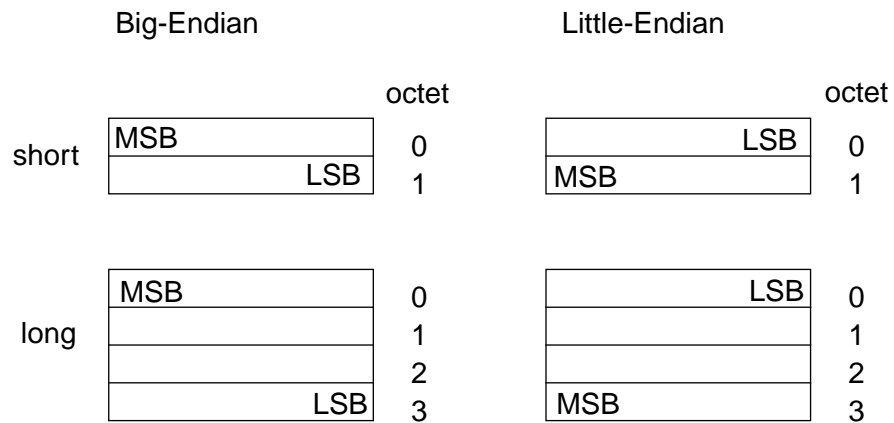 Big-Endian Little-Endian
octet octet
short MSB 0 LSB 0
LSB 1 MSB 1
long MSB 0 LSB 0
1 1
2 2
LSB 3 MSB 3